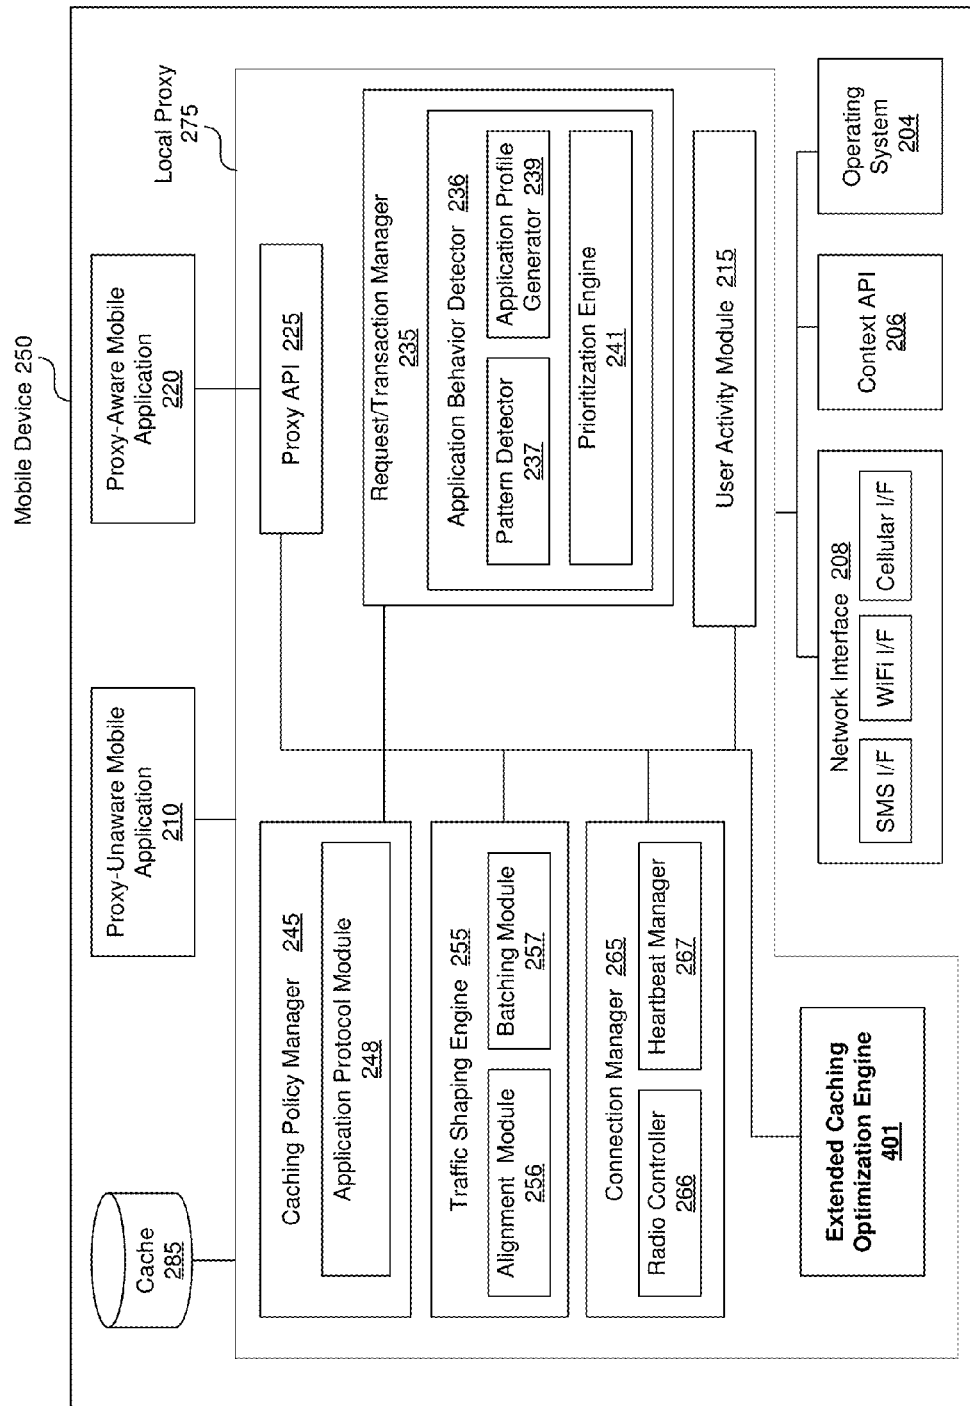 Mobile Device 250
Cache
285
Proxy-Unaware Mobile
Application
210
Proxy-Aware Mobile
Application
220
Local Proxy
275
Caching Policy Manager 245
Application Protocol Module
248
Proxy API 225
Traffic Shaping Engine 255
Alignment Module
256
Batching Module
257
Request/Transaction Manager
235
Application Behavior Detector 236
Pattern Detector
237
Application Profile
Generator 239
Prioritization Engine
241
Connection Manager 265
Radio Controller
266
Heartbeat Manager
267
User Activity Module 215
Extended Caching
Optimization Engine
401
Network Interface 208
SMS I/F
WiFi I/F
Cellular I/F
Context API
206
Operating
System
204